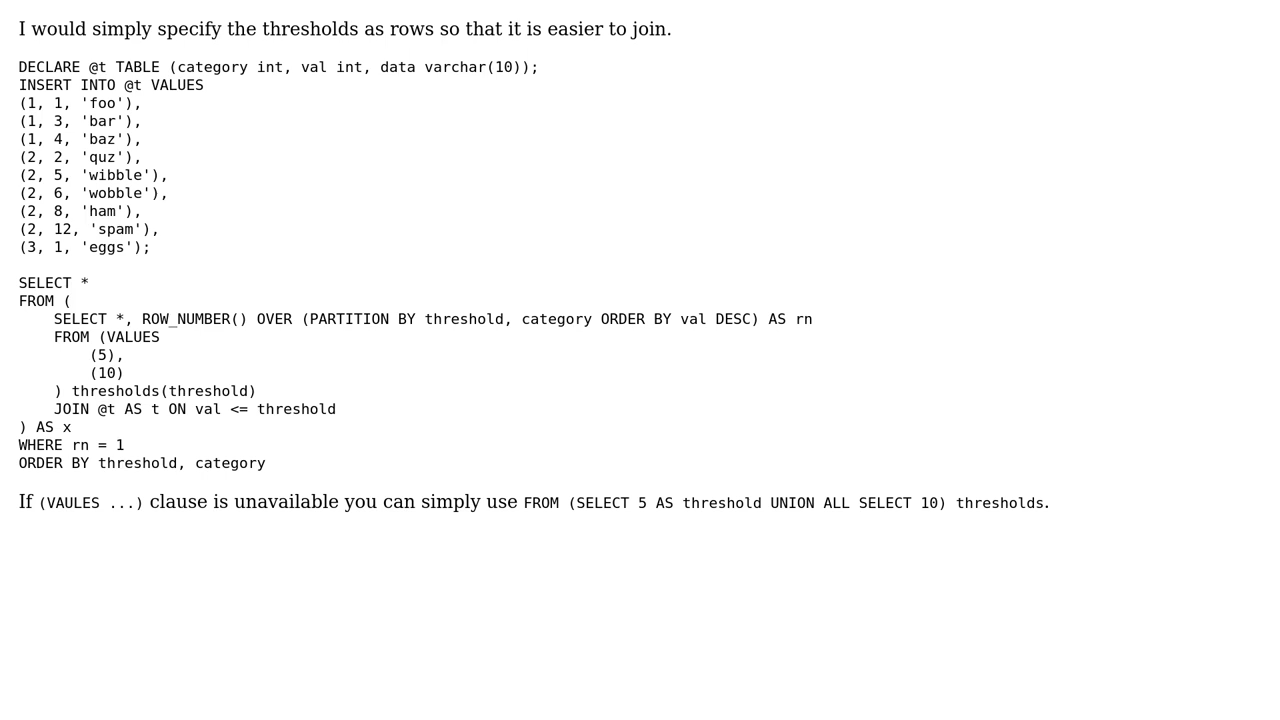 I would simply specify the thresholds as rows so that it is easier to join.
DECLARE @t TABLE (category int, val int, data varchar(10));
INSERT INTO @t VALUES
(1, 1, 'foo'),
(1, 3, 'bar'),
(1, 4, 'baz'),
(2, 2, 'quz'),
(2, 5, 'wibble'),
(2, 6, 'wobble'),
(2, 8, 'ham'),
(2, 12, 'spam'),
(3, 1, 'eggs');

SELECT *
FROM (
    SELECT *, ROW_NUMBER() OVER (PARTITION BY threshold, category ORDER BY val DESC) AS rn
    FROM (VALUES
        (5),
        (10)
    ) thresholds(threshold)
    JOIN @t AS t ON val <= threshold
) AS x
WHERE rn = 1
ORDER BY threshold, category
If (VAULES ...) clause is unavailable you can simply use FROM (SELECT 5 AS threshold UNION ALL SELECT 10) thresholds.